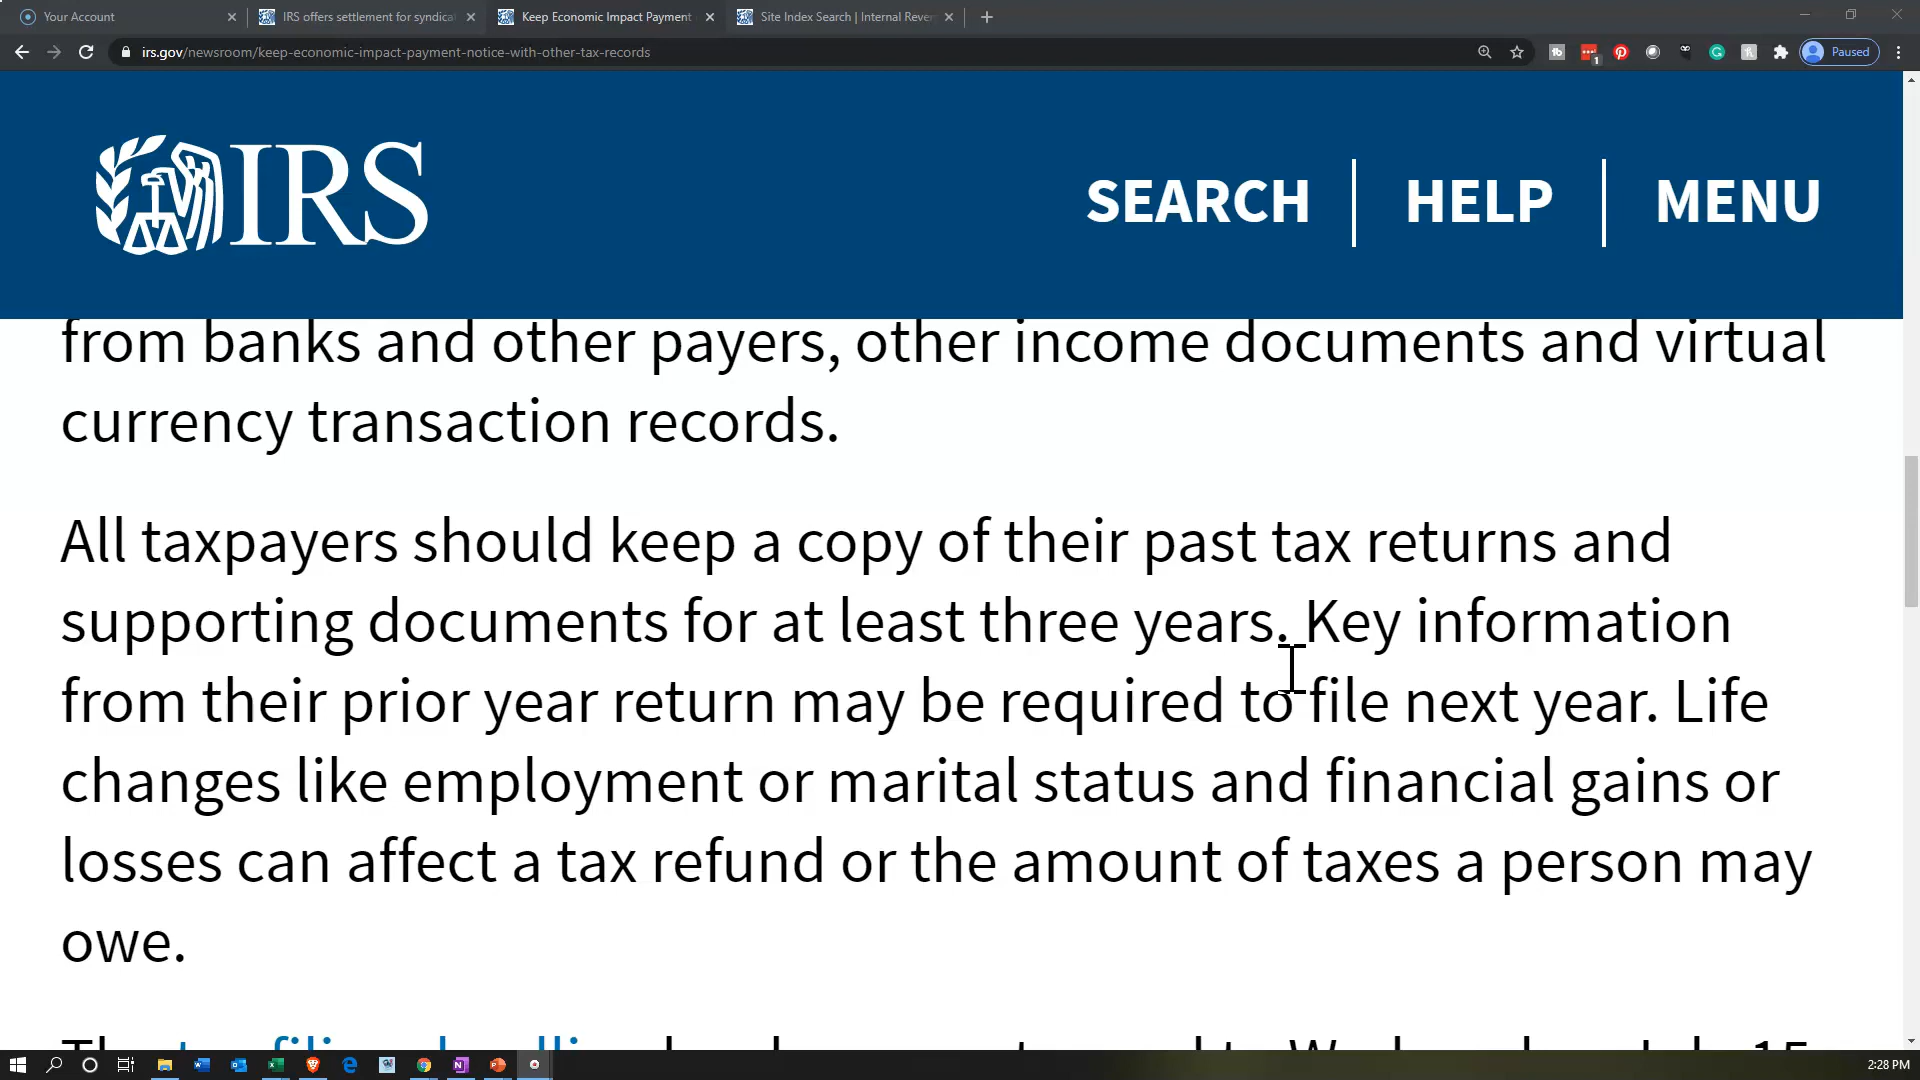 Your Account
IRS offers settlement for syndica
Keep Economic Impact Payment
Site Index Search | Internal Reven
irs.gov/newsroom/keep-economic-impact-payment-notice-with-other-tax-records
1
Paused
IRS
SEARCH
HELP
MENU
from banks and other payers, other income documents and virtual
currency transaction records.
All taxpayers should keep a copy of their past tax returns and
supporting documents for at least three years. Key information
from their prior year return may be required to file next year. Life
changes like employment or marital status and financial gains or
losses can affect a tax refund or the amount of taxes a person may
owe.
2:28 PM